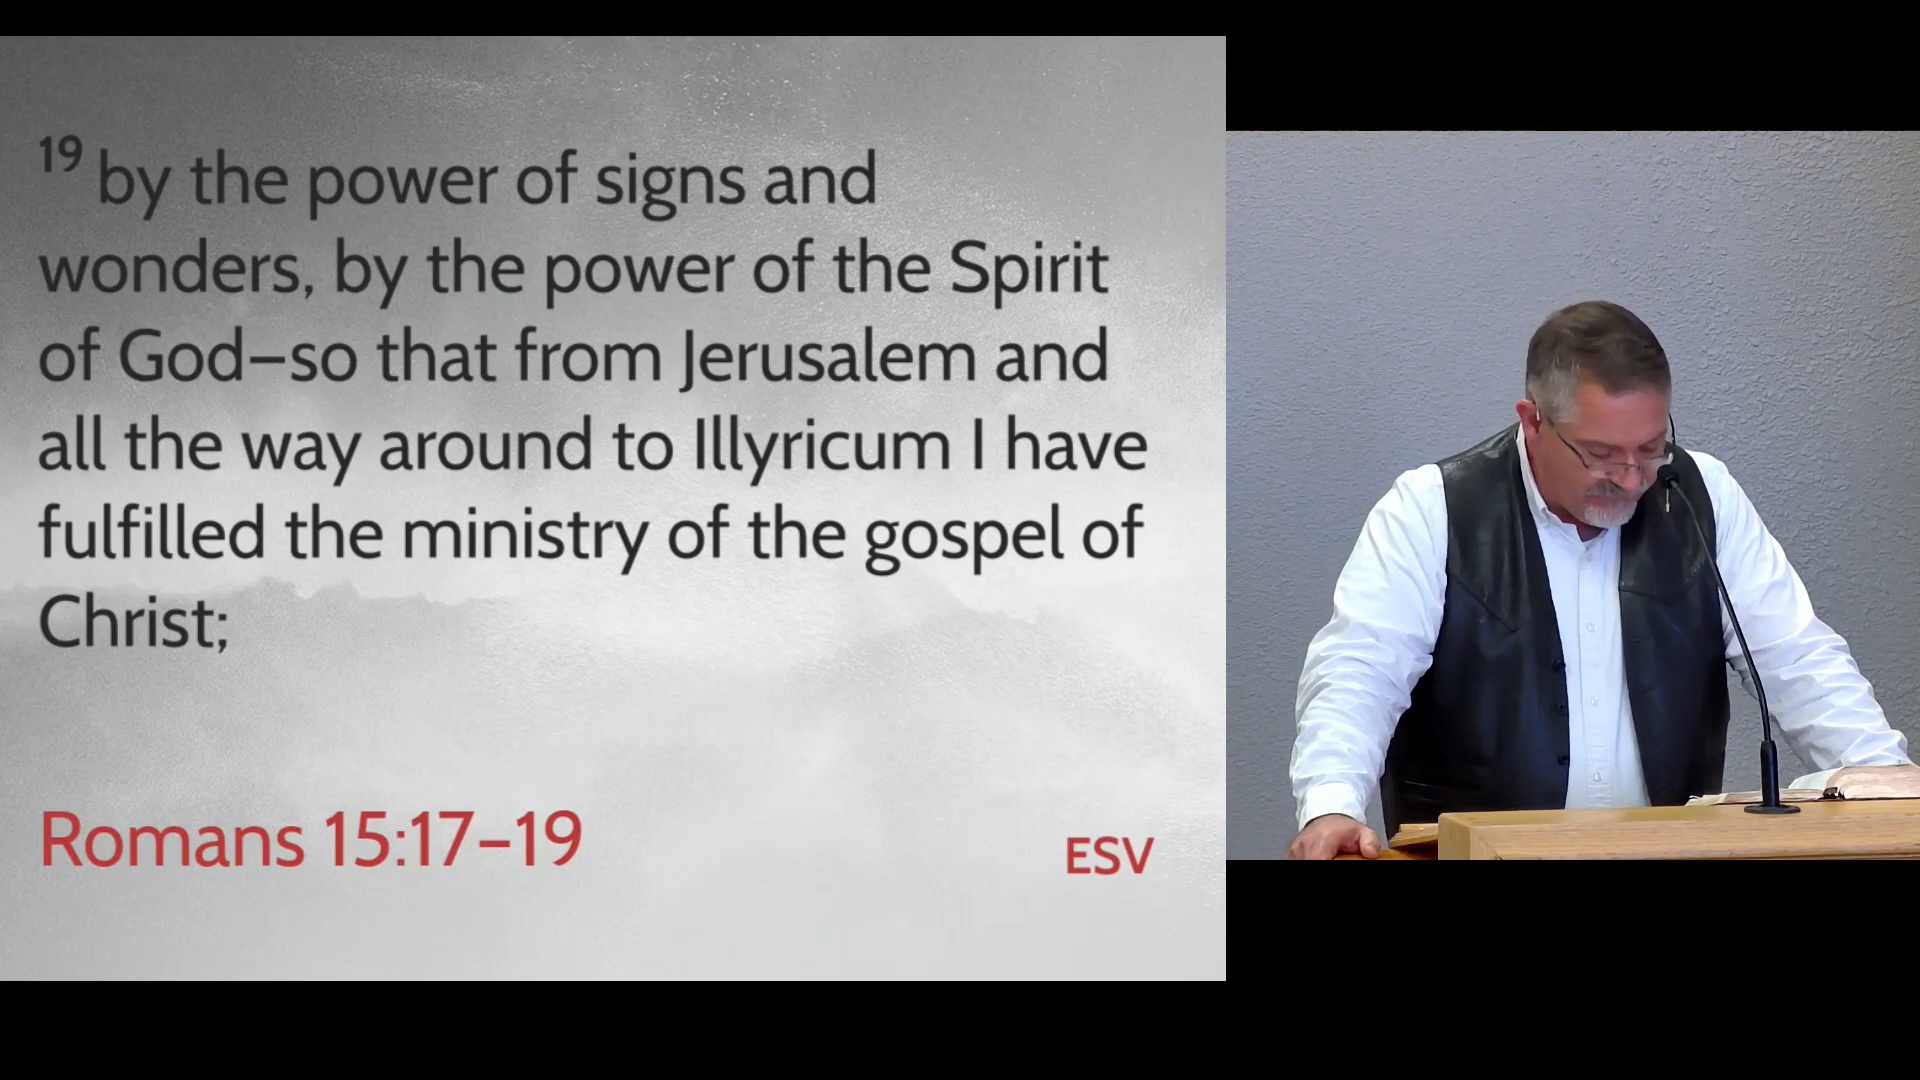 19 by the power of signs and
wonders, by the power of the Spirit
of God–so that from Jerusalem and
all the way around to Illyricum I have
fulfilled the ministry of the gospel of
Christ;
Romans 15:17–19
ESV